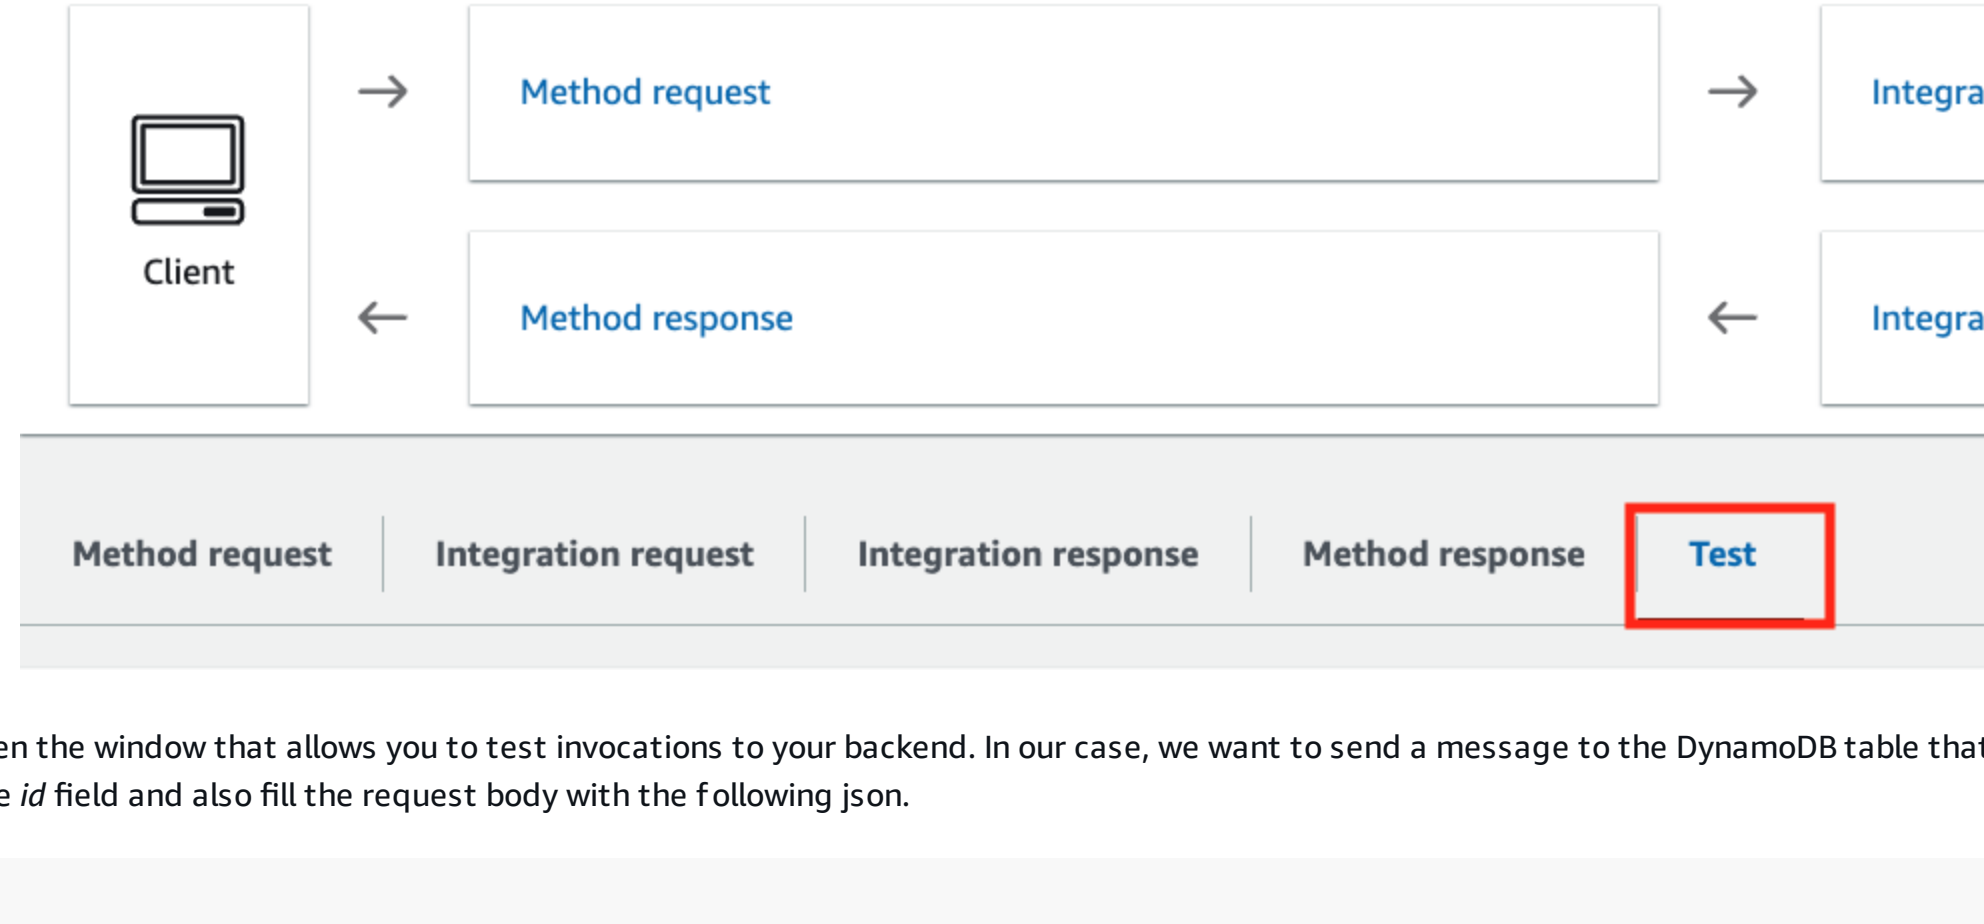 Method request
Integra
Client
Method response
Integra
Method request Integration request Integration response Method response Test
en the window that allows you to test invocations to your backend. In our case, we want to send a message to the DynamoDB table that
e id field and also fill the request body with the following json.